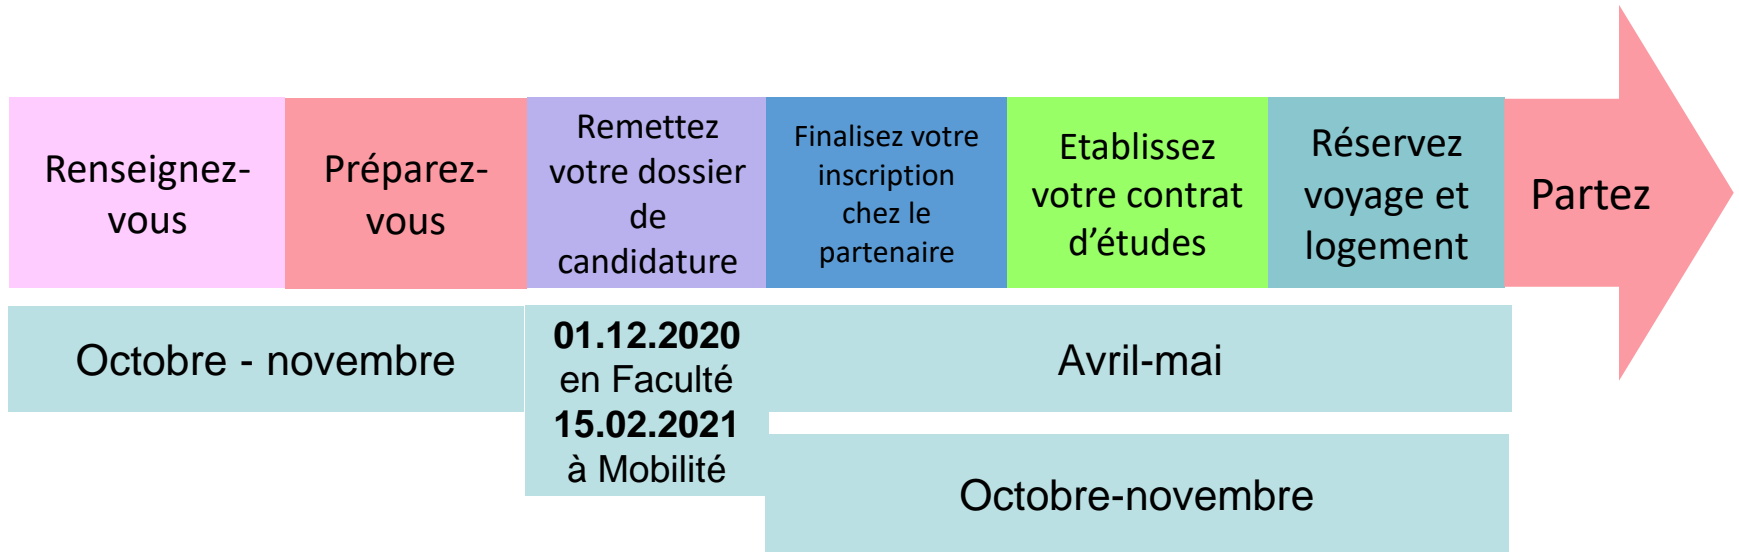 Renseignez-
vous
Préparez-
vous
Remettez
votre dossier
de
candidature
Finalisez votre
inscription
chez le
partenaire
Etablissez
votre contrat
d’études
Réservez
voyage et
logement
Partez
Octobre - novembre
01.12.2020
en Faculté
15.02.2021
à Mobilité
Avril-mai
Octobre-novembre